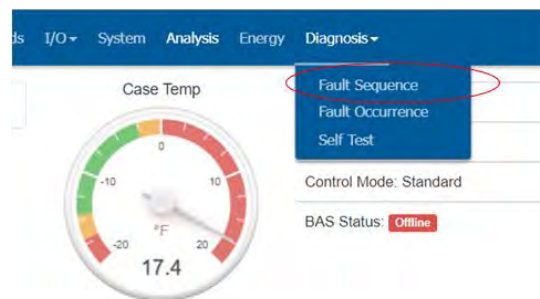 ds I/O System Analysis Energy Diagnosis
Fault Sequence
Fault Occurrence
Self Test
Case Temp
0
-10 10
-20 20
°F
17.4
Control Mode: Standard
BAS Status: Offline